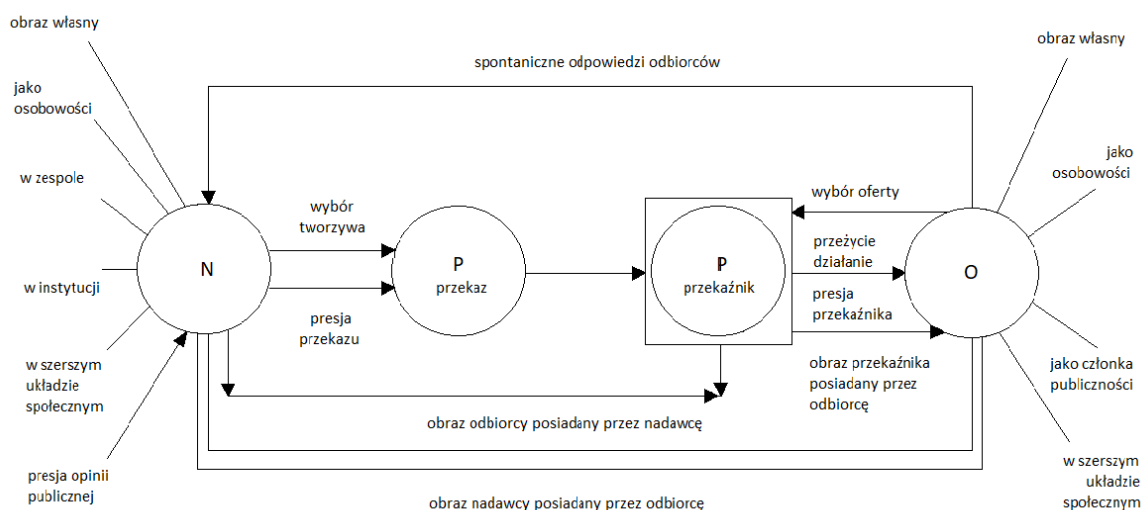 obraz własny
jako
osobowości
w zespole
w instytucji
w szerszym
układzie
społecznym
presja opinii
publicznej
N
spontaniczne odpowiedzi odbiorców
wybór
tworzywa
presja
przekazu
P
przekaz
P
przekaźnik
wybór oferty
przeżycie
działanie
presja
przekaźnika
obraz przekaźnika
posiadany przez
odbiorcę
obraz odbiorcy posiadany przez nadawcę
obraz nadawcy posiadany przez odbiorcę
O
obraz własny
jako
osobowości
jako członka
publiczności
w szerszym
układzie
społecznym